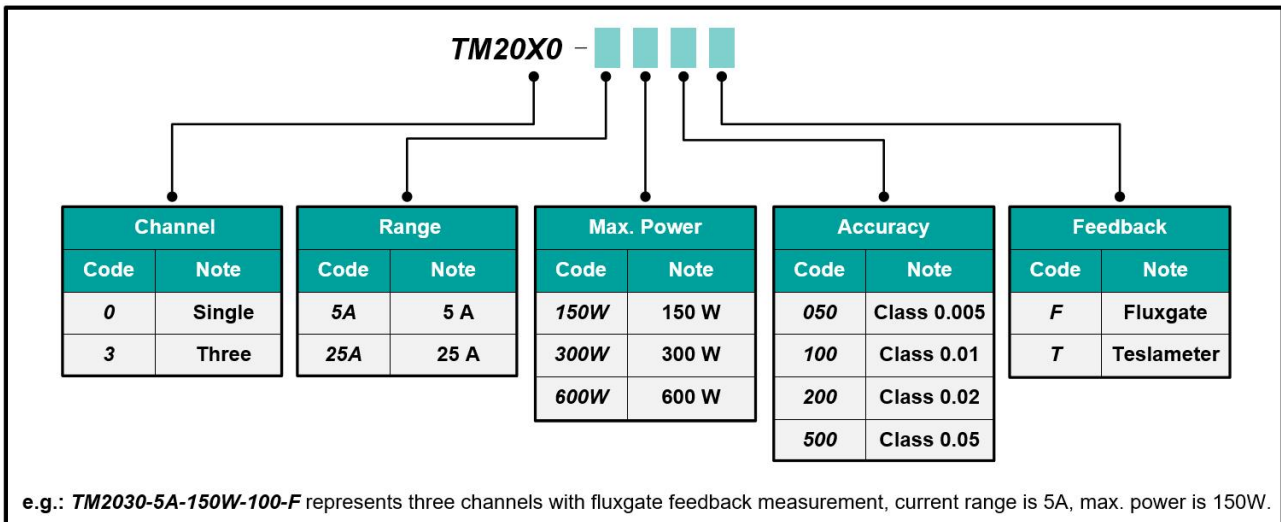 TM20X0 -
Channel
Code Note
0 Single
3 Three
Range
Code Note
5A 5 A
25A 25 A
Max. Power
Code Note
150W 150 W
300W 300 W
600W 600 W
Accuracy
Code Note
050 Class 0.005
100 Class 0.01
200 Class 0.02
500 Class 0.05
Feedback
Code Note
F Fluxgate
T Teslameter
e.g.: TM2030-5A-150W-100-F represents three channels with fluxgate feedback measurement, current range is 5A, max. power is 150W.